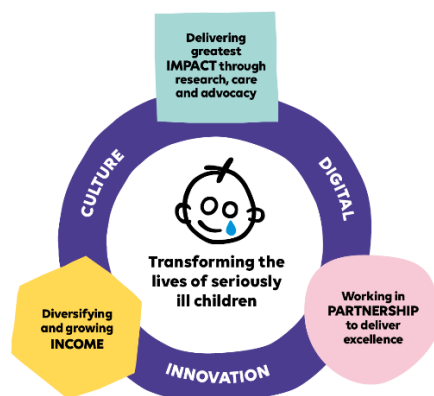 Delivering
greatest
IMPACT through
research, care
and advocacy
CULTURE
DIGITAL
Transforming the
lives of seriously
ill children
Diversifying
and growing
INCOME
Working in
PARTNERSHIP
to deliver
excellence
INNOVATION